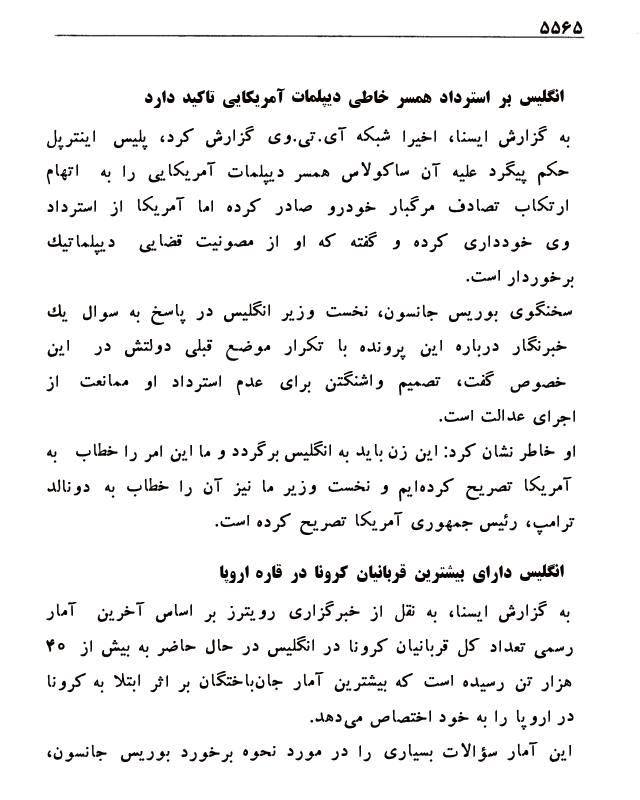 ۵۵۶۵
انگلیس بر استرداد همسر خاطی دیپلمات آمریکایی تاکید دارد
به گزارش ایسنا، اخیرا شبکه آی.تی.وی گزارش کرد، پلیس اینترپل
حکم پیگرد علیه آن ساکولاس همسر دیپلمات آمریکایی را به اتهام
ارتکاب تصادف مرگبار خودرو صادر کرده اما آمریکا از استرداد
وی خودداری کرده و گفته که او از مصونیت قضایی دیپلماتیك
برخوردار است.
سخنگوی بوریس جانسون، نخست وزیر انگلیس در پاسخ به سوال یك
خبرنگار درباره این پرونده با تکرار موضع قبلی دولتش در این
خصوص گفت، تصمیم واشنگتن برای عدم استرداد او ممانعت از
اجرای عدالت است.
او خاطر نشان کرد: این زن باید به انگلیس برگردد و ما این امر را خطاب به
آمریکا تصریح کرده‌ایم و نخست وزیر ما نیز آن را خطاب به دونالد
ترامپ، رئیس جمهوری آمریکا تصریح کرده است.
انگلیس دارای بیشترین قربانیان کرونا در قاره اروپا
به گزارش ایسنا، به نقل از خبرگزاری رویترز بر اساس آخرین آمار
رسمی تعداد کل قربانیان کرونا در انگلیس در حال حاضر به بیش از ۴۰
هزار تن رسیده است که بیشترین آمار جان‌باختگان بر اثر ابتلا به کرونا
در اروپا را به خود اختصاص می‌دهد.
این آمار سؤالات بسیاری را در مورد نحوه برخورد بوریس جانسون،